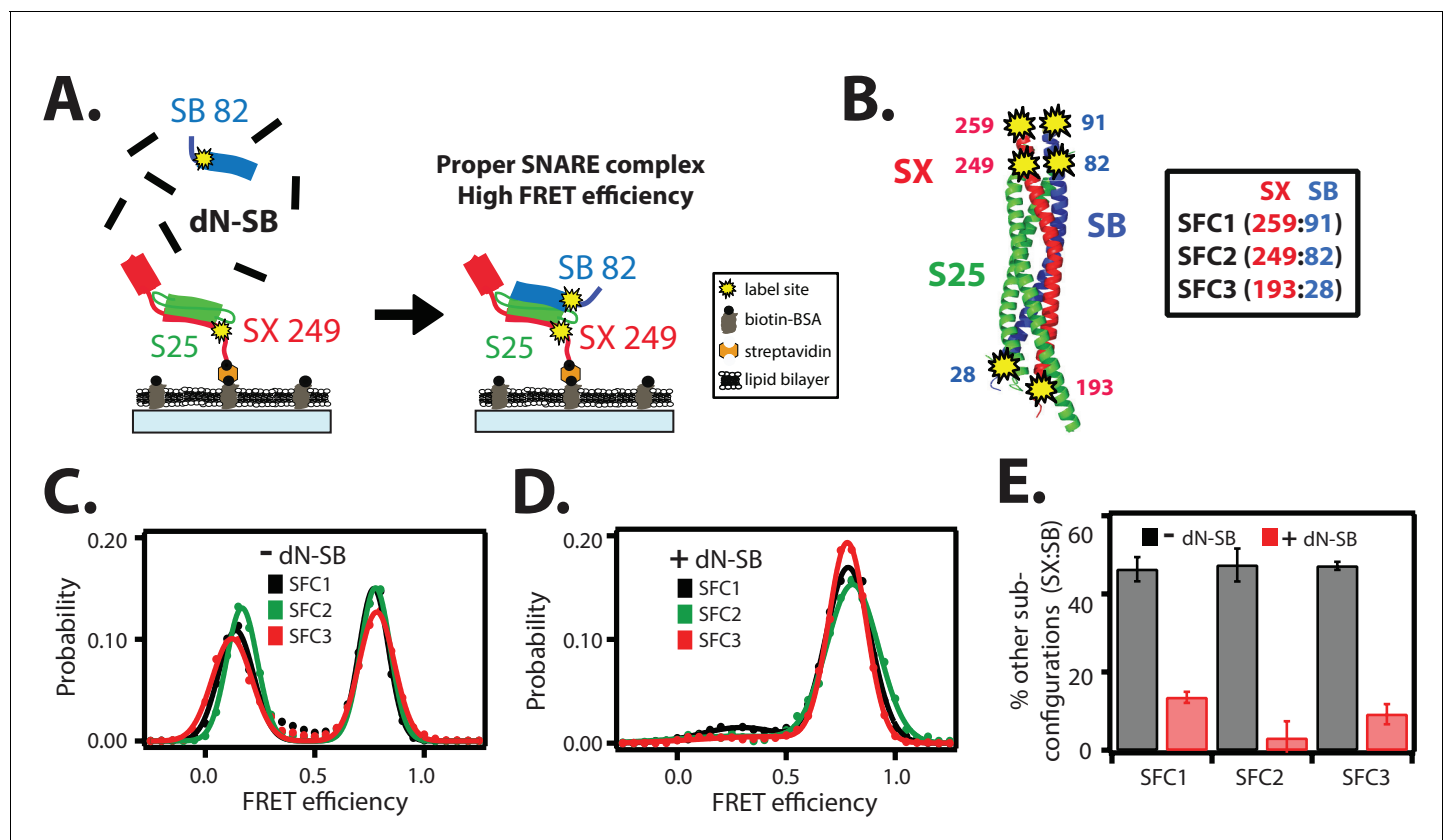 A.
SB 82
dN-SB
S25
SX 249
Proper SNARE complex
High FRET efficiency
SB 82
S25
SX 249
label site
biotin-BSA
streptavidin
lipid bilayer
B.
259
91
249
82
SX
SB
S25
28
193
SX SB
SFC1 (259:91)
SFC2 (249:82)
SFC3 (193:28)
C.
Probability
0.20
0.10
0.00
- dN-SB
SFC1
SFC2
SFC3
0.0 0.5 1.0
FRET efficiency
D.
Probability
0.20
0.10
0.00
+ dN-SB
SFC1
SFC2
SFC3
0.0 0.5 1.0
FRET efficiency
E.
% other sub-
configurations (SX:SB)
60
40
20
0
- dN-SB + dN-SB
SFC1 SFC2 SFC3